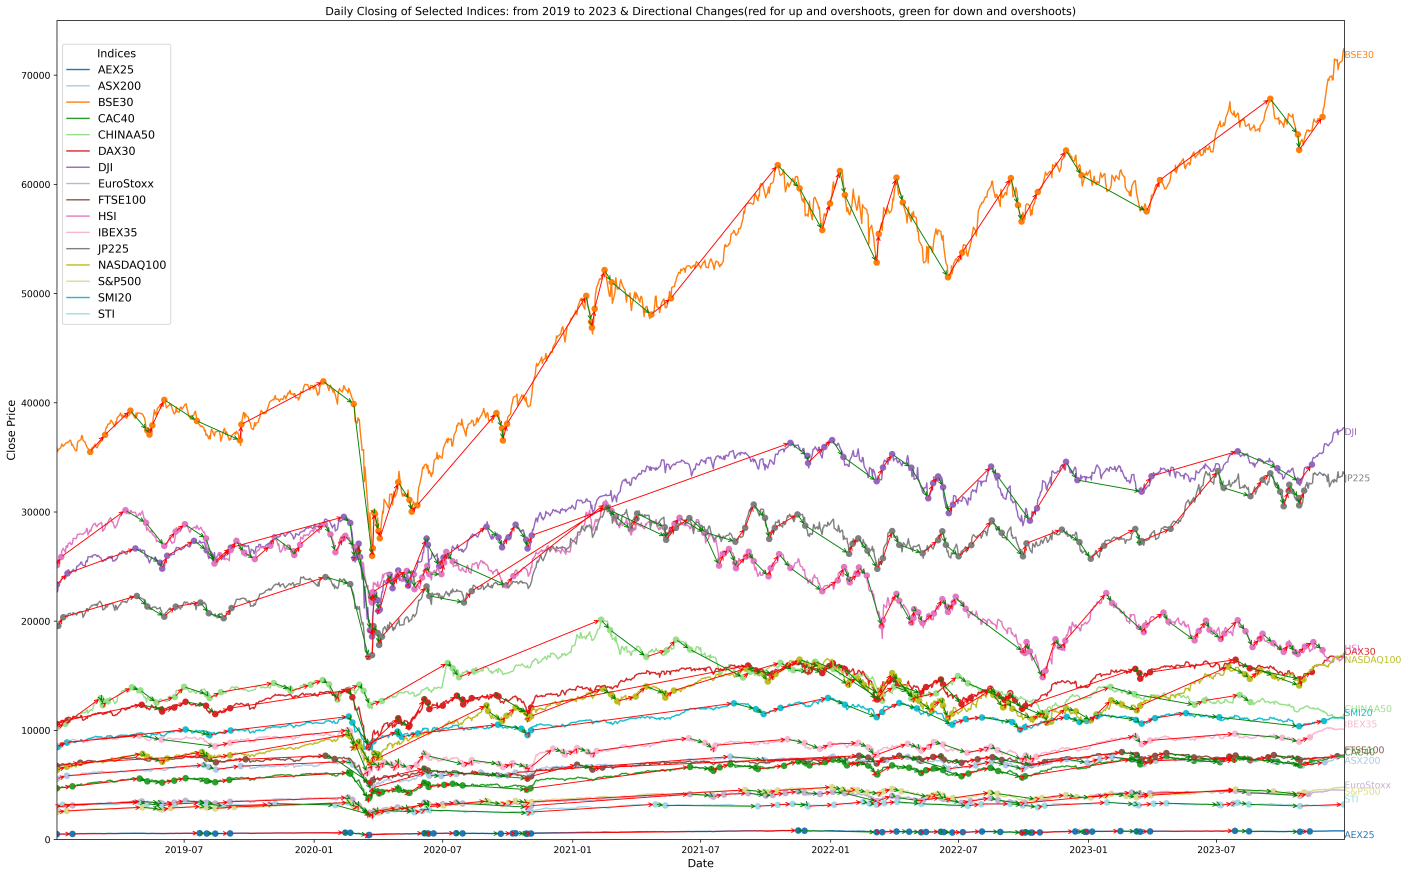 Daily Closing of Selected Indices: from 2019 to 2023 & Directional Changes(red for up and overshoots, green for down and overshoots)
Indices
AEX25
ASX200
BSE30
CAC40
CHINAA50
DAX30
DJI
EuroStoxx
FTSE100
HSI
IBEX35
JP225
NASDAQ100
S&P500
SMI20
STI
70000
60000
50000
40000
30000
20000
10000
0
Close Price
2019-07
2020-01
2020-07
2021-01
2021-07
2022-01
2022-07
2023-01
2023-07
Date
BSE30
DJI
JP225
HSI
DAX30
NASDAQ100
CHINAA50
SMI20
IBEX35
FTSE100
CAC40
ASX200
EuroStoxx
S&P500
STI
AEX25